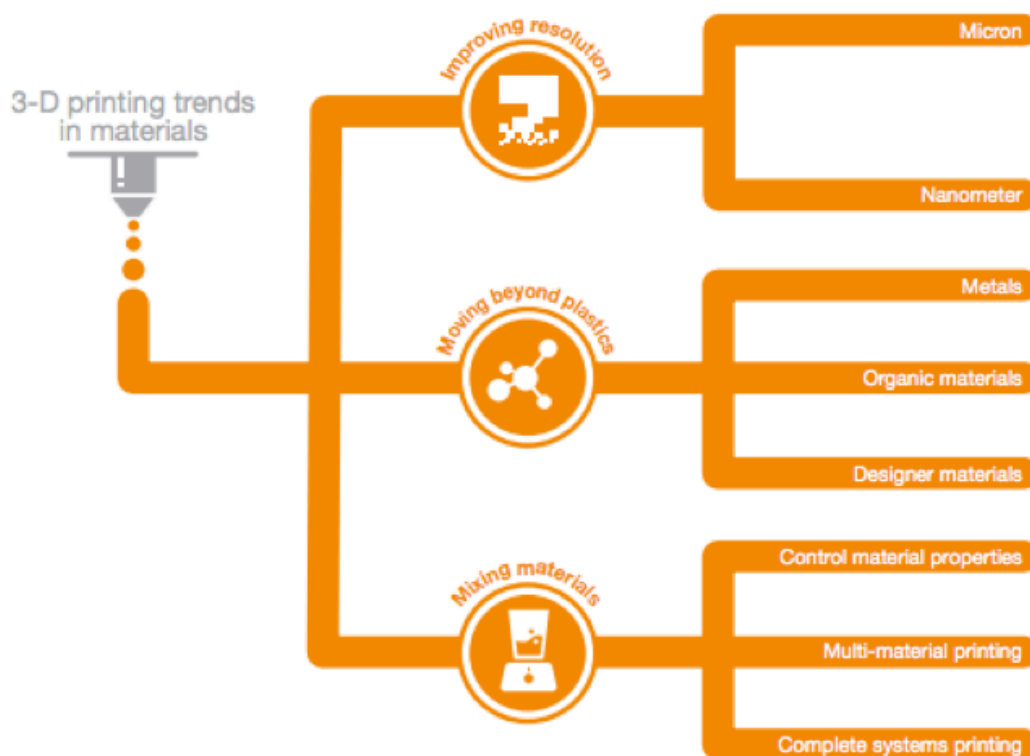 3-D printing trends
in materials
Improving resolution
Micron
Nanometer
Moving beyond plastics
Metals
Organic materials
Designer materials
Mixing materials
Control material properties
Multi-material printing
Complete systems printing